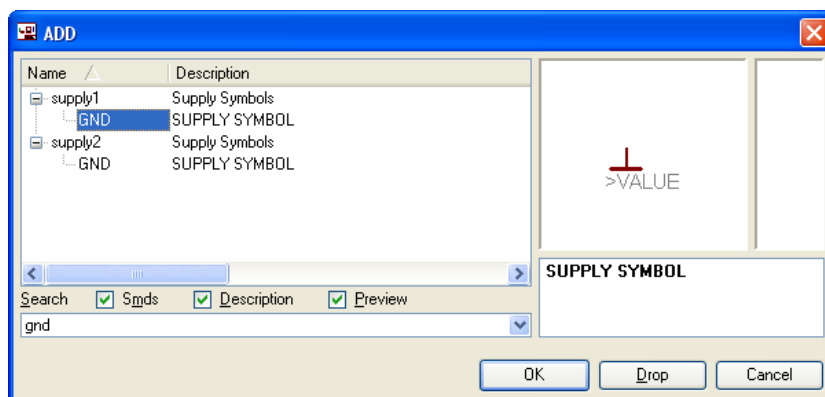 ADD
Name Description
supply1 Supply Symbols
GND SUPPLY SYMBOL
supply2 Supply Symbols
GND SUPPLY SYMBOL
>VALUE
SUPPLY SYMBOL
Search Smds Description Preview
gnd
OK Drop Cancel